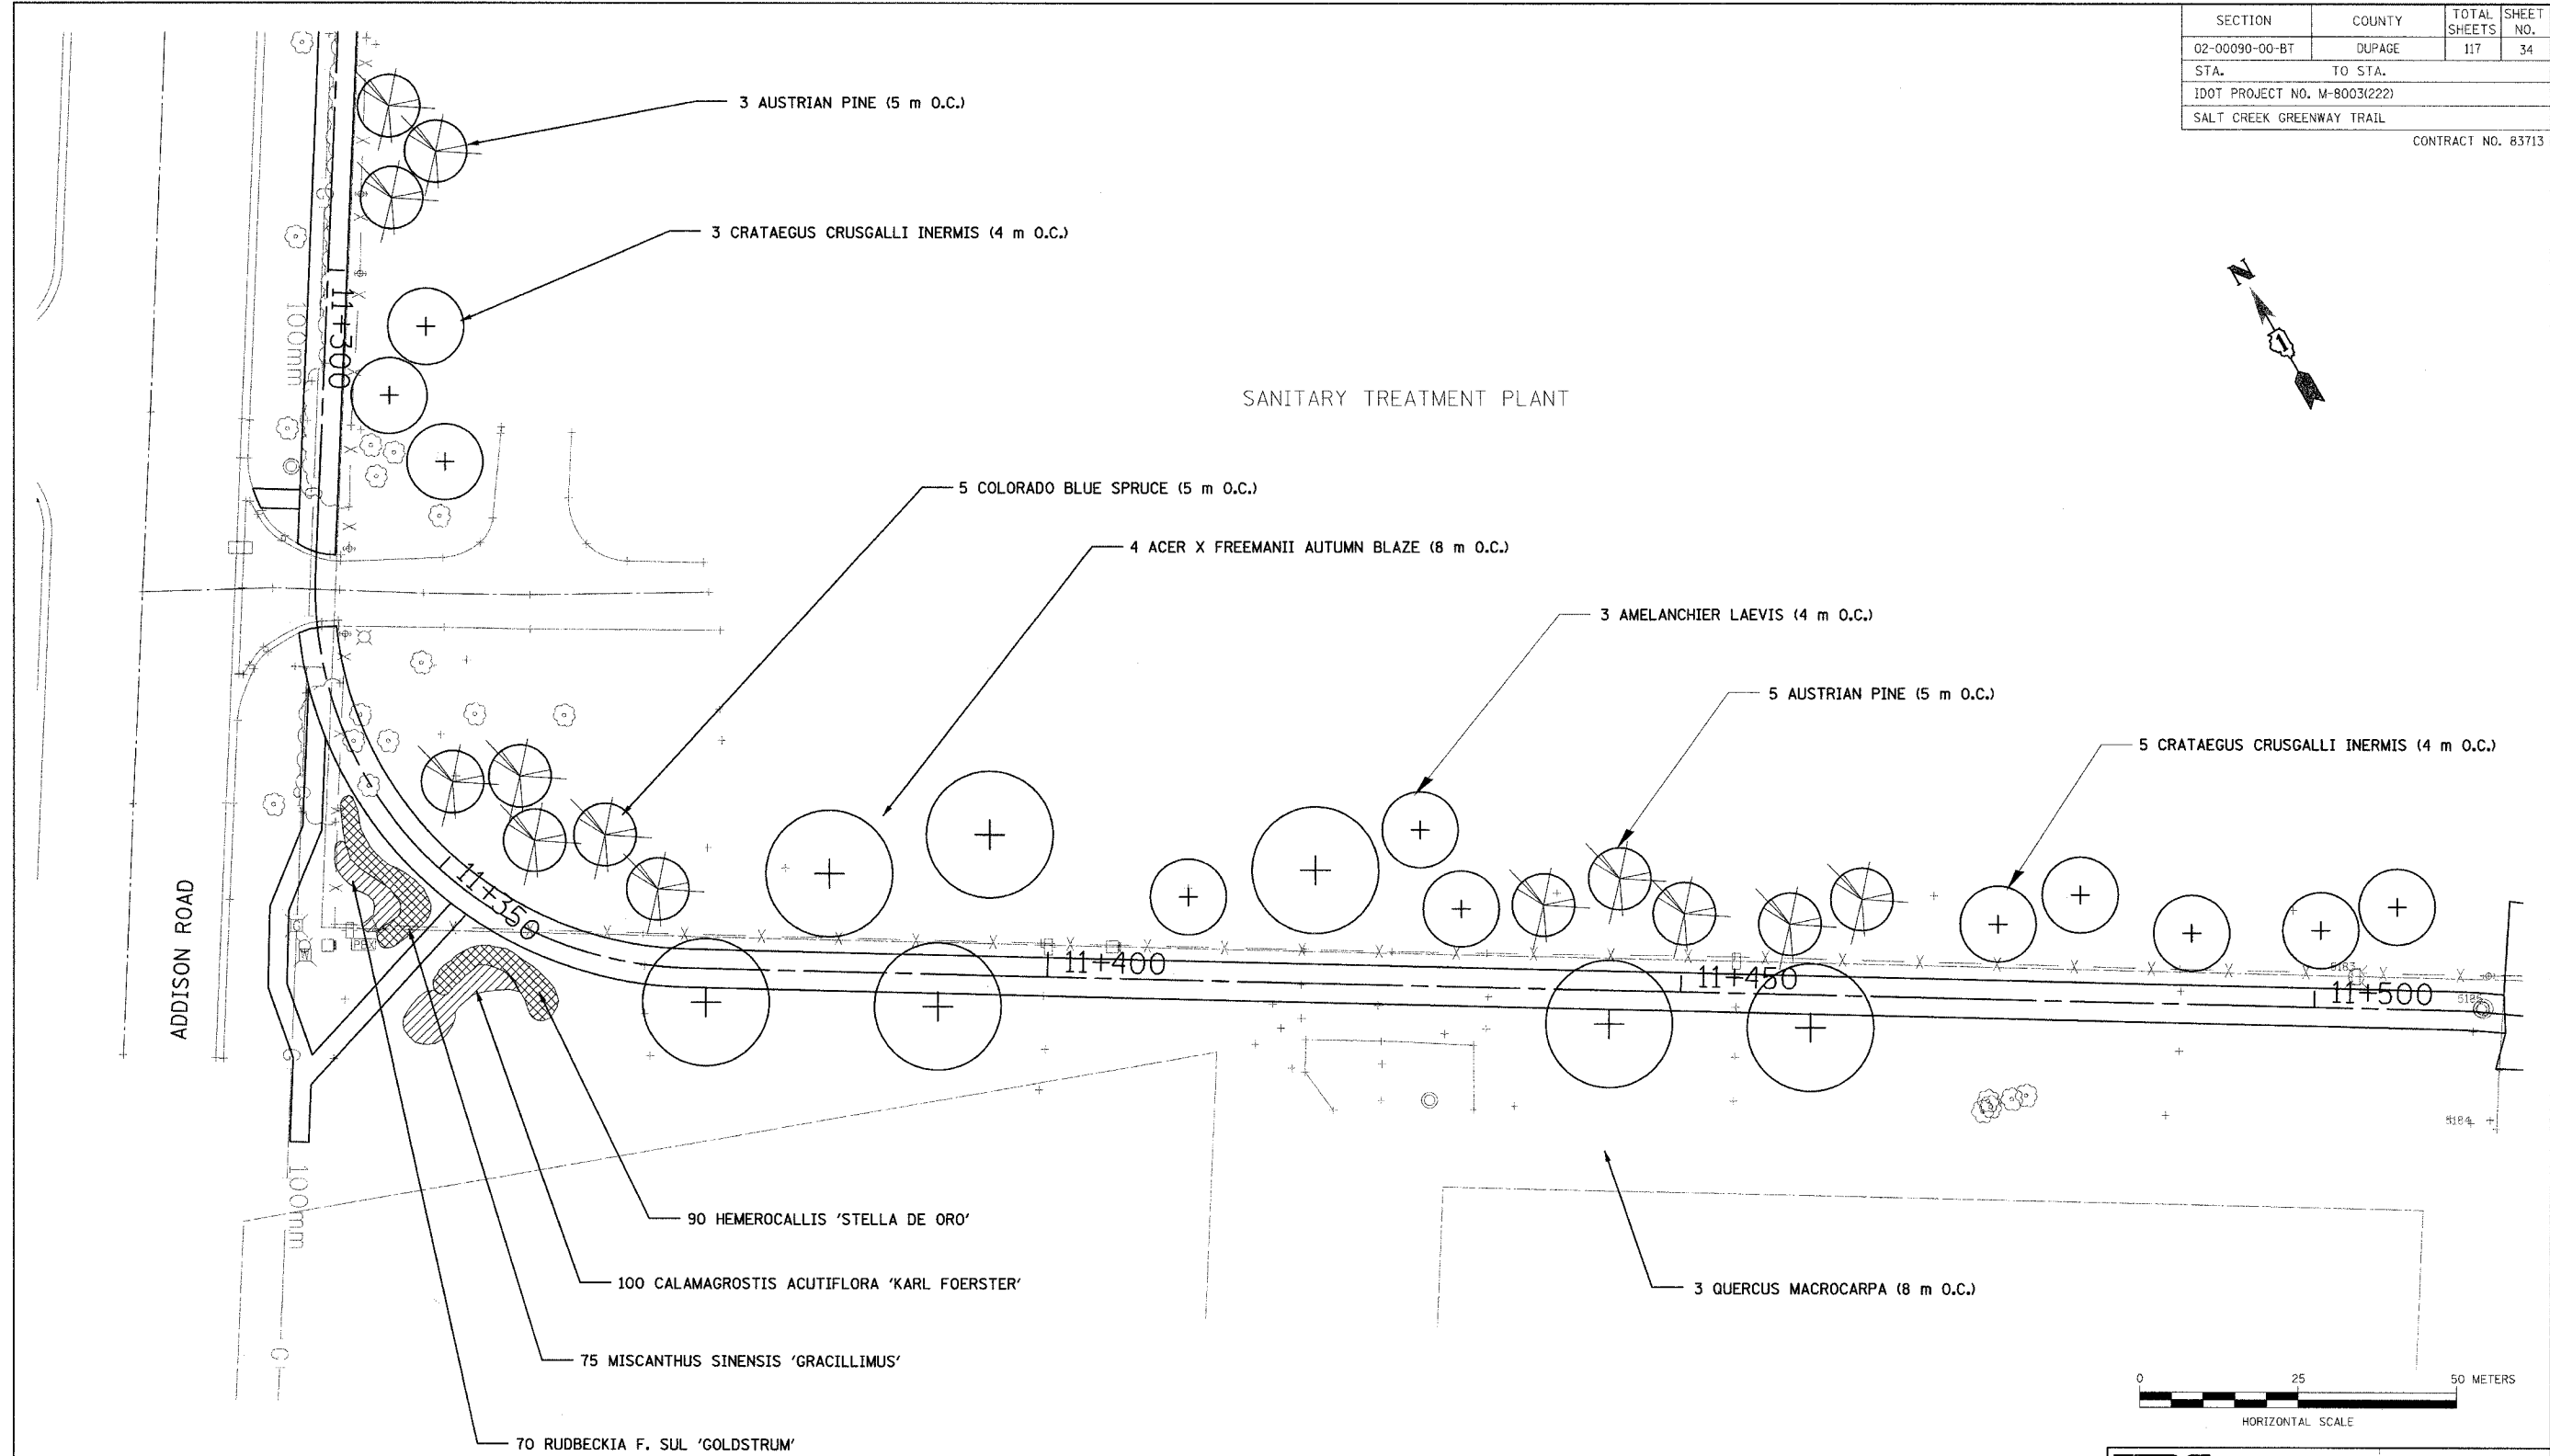 SECTION COUNTY TOTAL SHEETS SHEET NO.
02-00090-00-BT DUPAGE 117 34
STA. TO STA.
IDOT PROJECT NO. M-8003(222)
SALT CREEK GREENWAY TRAIL
CONTRACT NO. 83713
3 AUSTRIAN PINE (5 m O.C.)
3 CRATAEGUS CRUSGALLI INERMIS (4 m O.C.)
N
1
11+300
100mm
SANITARY TREATMENT PLANT
5 COLORADO BLUE SPRUCE (5 m O.C.)
4 ACER X FREEMANII AUTUMN BLAZE (8 m O.C.)
3 AMELANCHIER LAEVIS (4 m O.C.)
5 AUSTRIAN PINE (5 m O.C.)
5 CRATAEGUS CRUSGALLI INERMIS (4 m O.C.)
ADDISON ROAD
11+350
11+400
11+450
11+500
5183
5184
100mm
G
90 HEMEROCALLIS 'STELLA DE ORO'
100 CALAMAGROSTIS ACUTIFLORA 'KARL FOERSTER'
75 MISCANTHUS SINENSIS 'GRACILLIMUS'
70 RUDBECKIA F. SUL 'GOLDSTRUM'
3 QUERCUS MACROCARPA (8 m O.C.)
0 25 50 METERS
HORIZONTAL SCALE